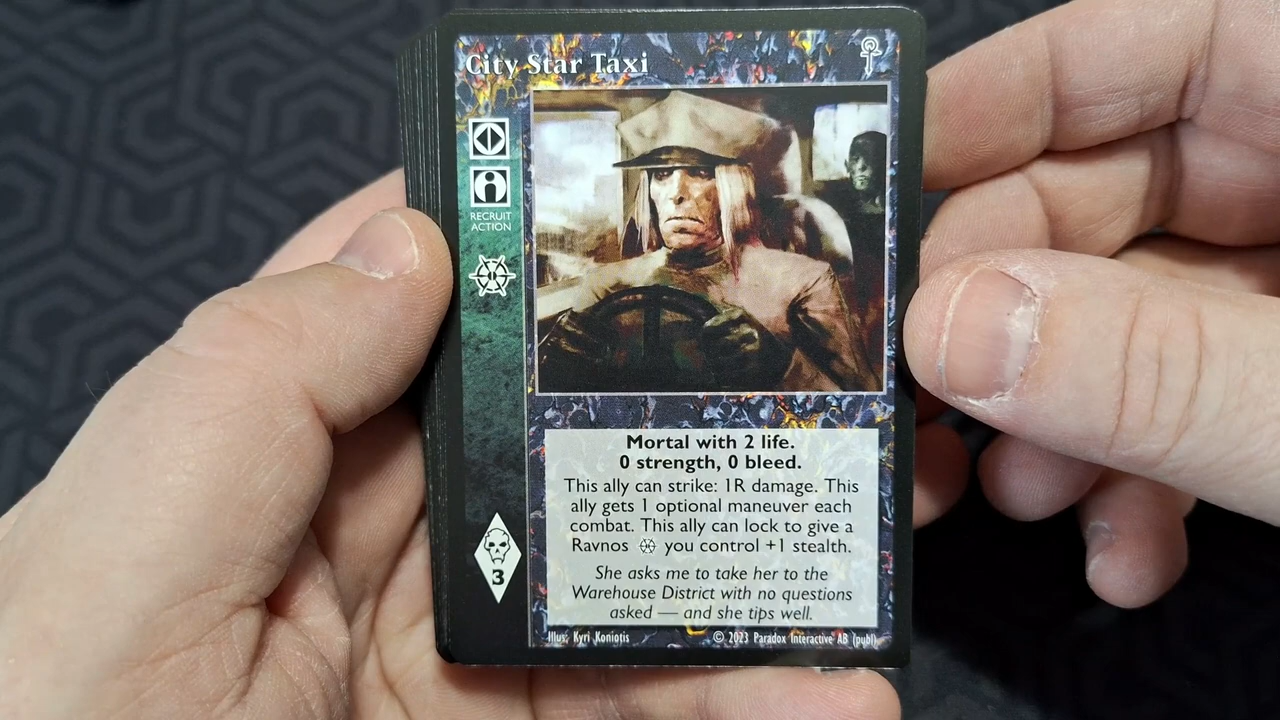 City Star Taxi
RECRUIT
ACTION
Mortal with 2 life.
0 strength, 0 bleed.
This ally can strike: 1R damage. This
ally gets 1 optional maneuver each
combat. This ally can lock to give a
Ravnos you control +1 stealth.
3
She asks me to take her to the
Warehouse District with no questions
asked — and she tips well.
Illus: Kyri Koniotis
© 2023 Paradox Interactive AB (publ)